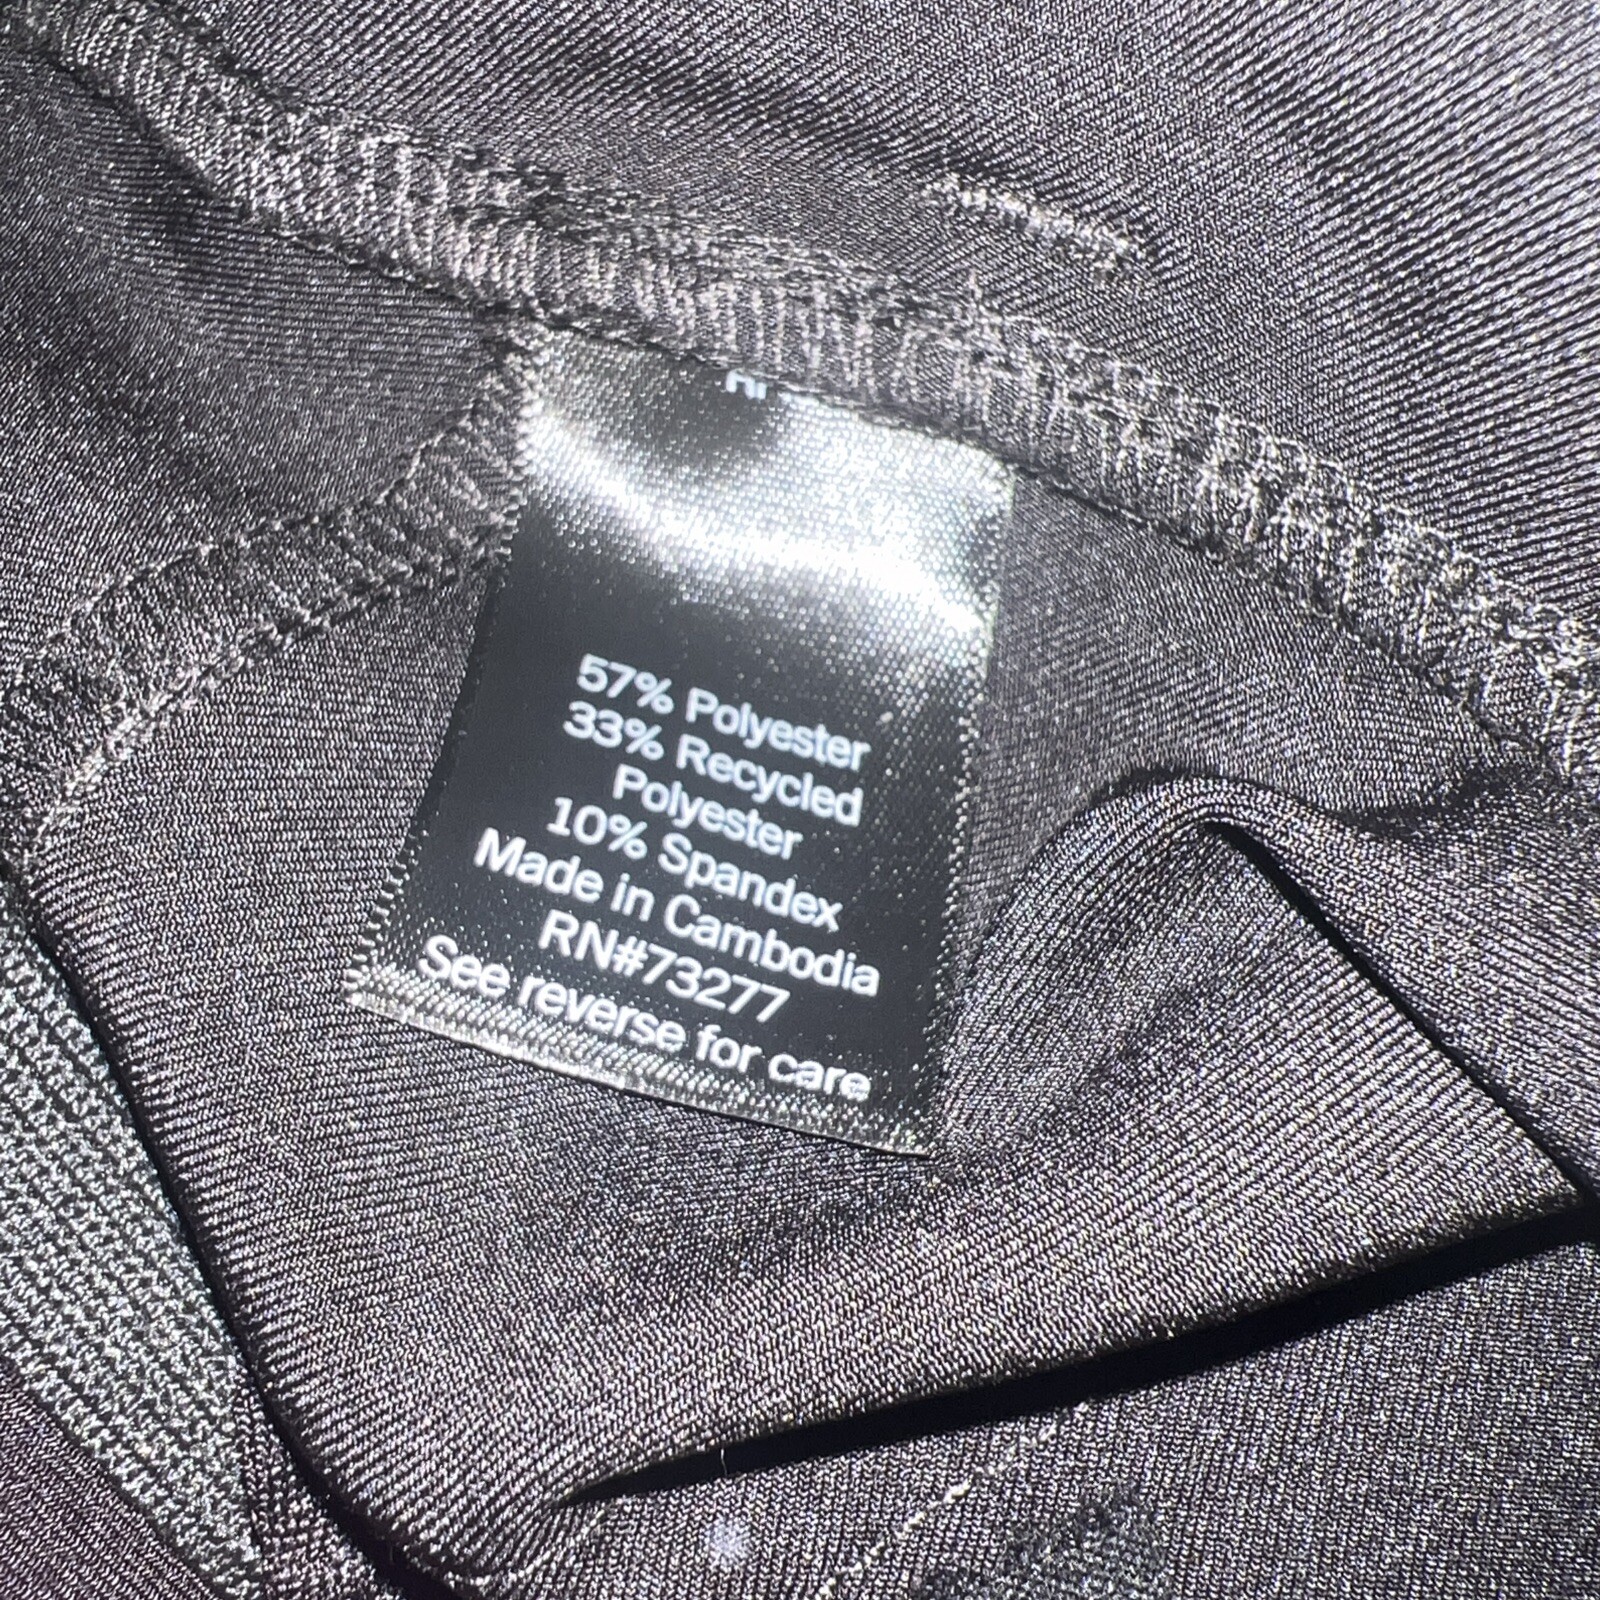 57% Polyester
33% Recycled
Polyester
10% Spandex
Made in Cambodia
RN#73277
See reverse for care